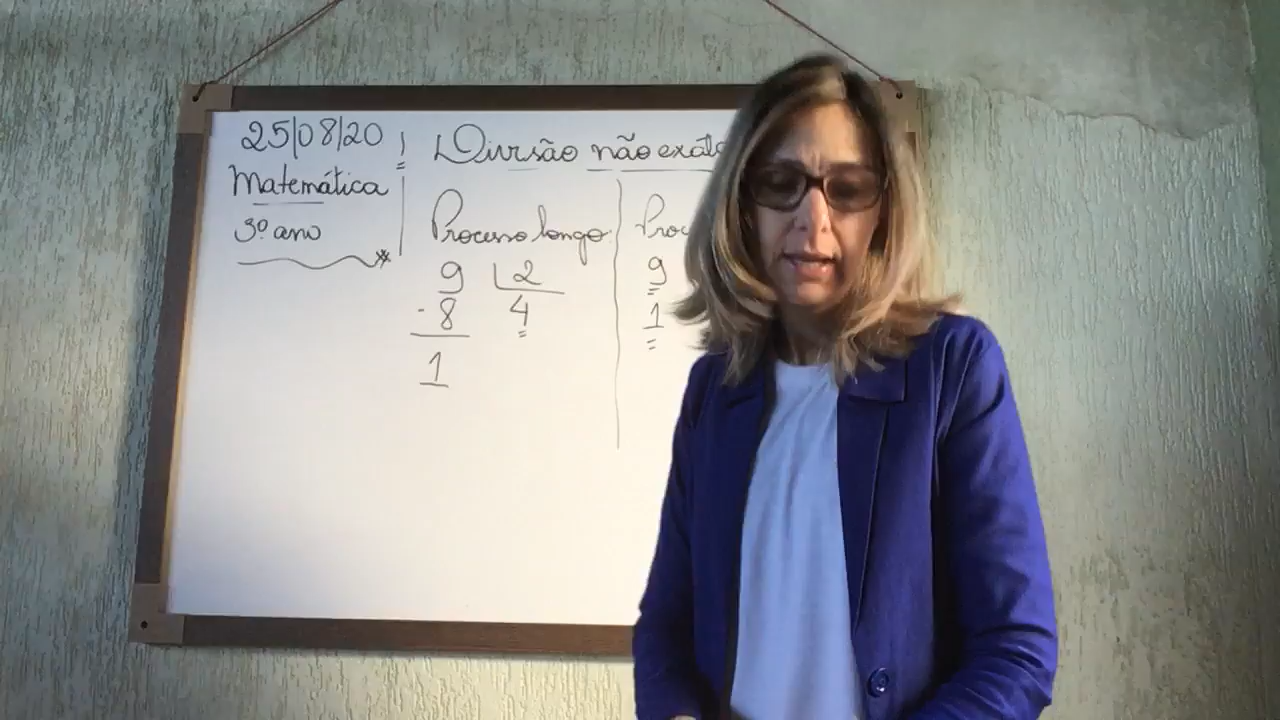 25/08/20
Matemática
3º ano
Divisão não exata
Processo longo
9 2
- 8 4
1
9
1